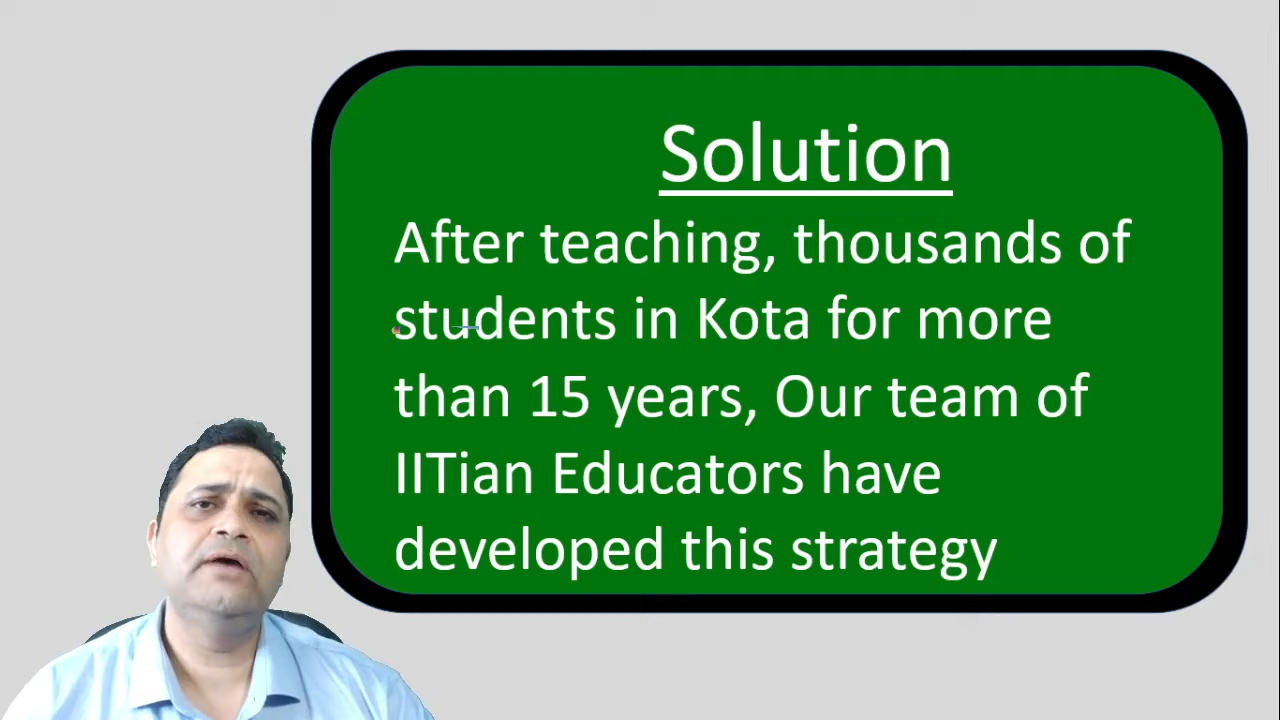 Solution
After teaching, thousands of
students in Kota for more
than 15 years, Our team of
IITian Educators have
developed this strategy